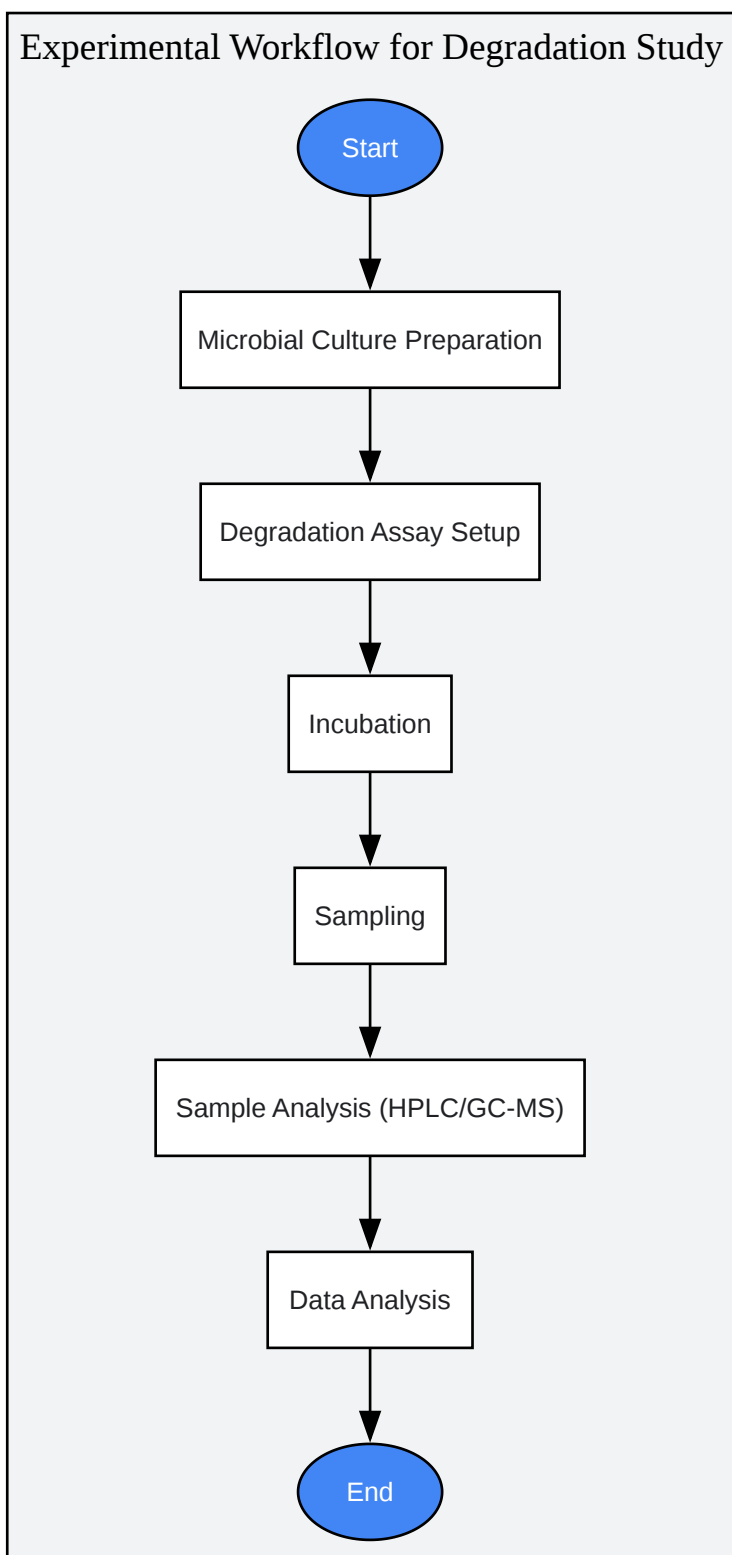 Experimental Workflow for Degradation Study
Start
Microbial Culture Preparation
Degradation Assay Setup
Incubation
Sampling
Sample Analysis (HPLC/GC-MS)
Data Analysis
End